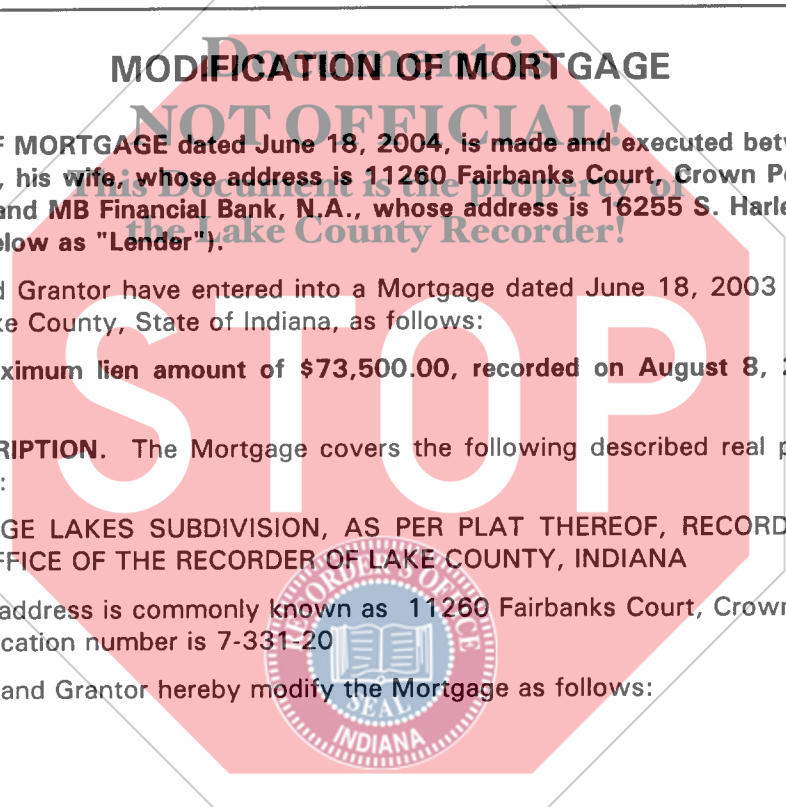 Document is
MODIFICATION OF MORTGAGE
NOT OFFICIAL!
F MORTGAGE dated June 18, 2004, is made and executed betw
This Document is the property of
, his wife, whose address is 11260 Fairbanks Court, Crown Po
and MB Financial Bank, N.A., whose address is 16255 S. Harle
the Lake County Recorder!
elow as "Lender").
d Grantor have entered into a Mortgage dated June 18, 2003
ke County, State of Indiana, as follows:
ximum lien amount of $73,500.00, recorded on August 8, 2
STOP
RIPTION. The Mortgage covers the following described real p
:
GE LAKES SUBDIVISION, AS PER PLAT THEREOF, RECORD
FFICE OF THE RECORDER OF LAKE COUNTY, INDIANA
RECORDER'S OFFICE
address is commonly known as 11260 Fairbanks Court, Crown
cation number is 7-331-20
and Grantor hereby modify the Mortgage as follows:
SEAL
INDIANA